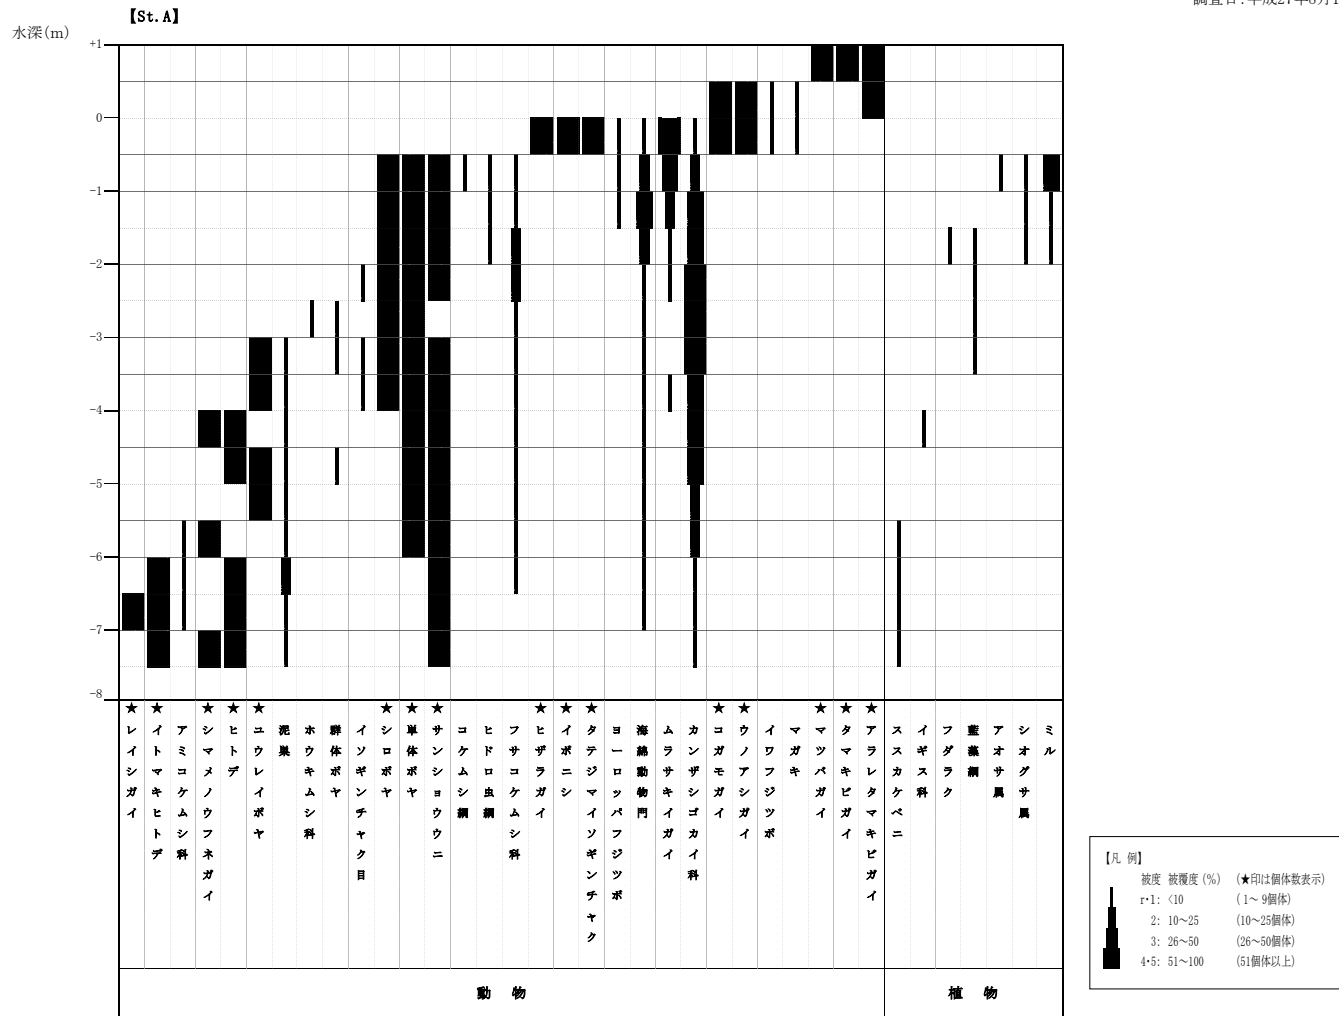 【St.A】
水深(m)
+1
0
-1
-2
-3
-4
-5
-6
-7
-8
★レイシガイ
★イトマキヒトデ
アミコケムシ科
★シマメノウフネガイ
★ヒトデ
★ユウレイボヤ
泥巣
ホウキムシ科
群体ボヤ
イソギンチャク目
★シロボヤ
★単体ボヤ
★サンショウウニ
コケムシ綱
ヒドロ虫綱
フサコケムシ科
★ヒザラガイ
★イボニシ
★タテジマイソギンチャク
ヨーロッパフジツボ
海綿動物門
ムラサキイガイ
カンザシゴカイ科
★コガモガイ
★ウノアシガイ
イワフジツボ
マガキ
★マツバガイ
★タマキビガイ
★アラレタマキビガイ
ススカケベニ
イギス科
フダラク
藍藻綱
アオサ属
シオグサ属
ミル
動 物
植 物
【凡 例】
被度 被覆度(%) (★印は個体数表示)
r・1: <10 (1～9個体)
2: 10～25 (10～25個体)
3: 26～50 (26～50個体)
4・5: 51～100 (51個体以上)